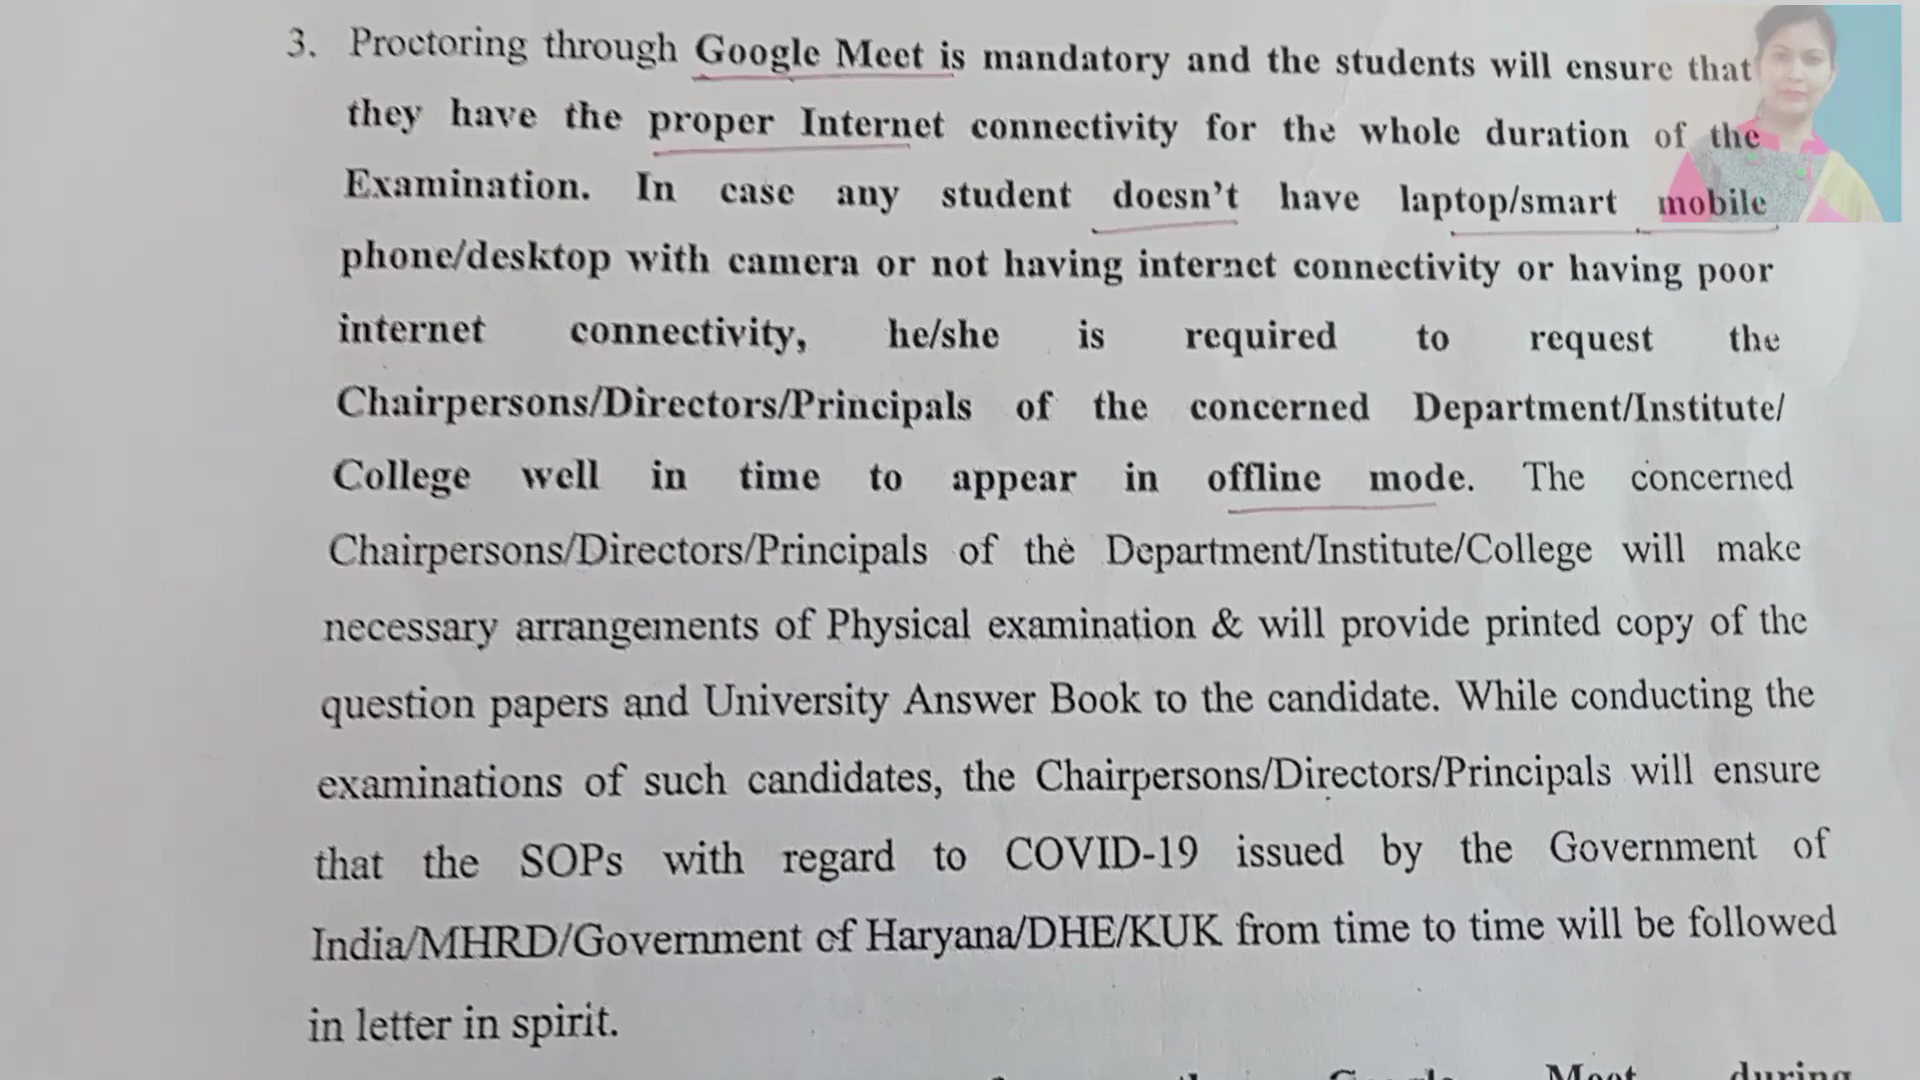 3. Proctoring through Google Meet is mandatory and the students will ensure that
they have the proper Internet connectivity for the whole duration of the
Examination. In case any student doesn't have laptop/smart mobile
phone/desktop with camera or not having internet connectivity or having poor
internet connectivity, he/she is required to request the
Chairpersons/Directors/Principals of the concerned Department/Institute/
College well in time to appear in offline mode. The concerned
Chairpersons/Directors/Principals of the Department/Institute/College will make
necessary arrangements of Physical examination & will provide printed copy of the
question papers and University Answer Book to the candidate. While conducting the
examinations of such candidates, the Chairpersons/Directors/Principals will ensure
that the SOPs with regard to COVID-19 issued by the Government of
India/MHRD/Government of Haryana/DHE/KUK from time to time will be followed
in letter in spirit.
Google Meet during